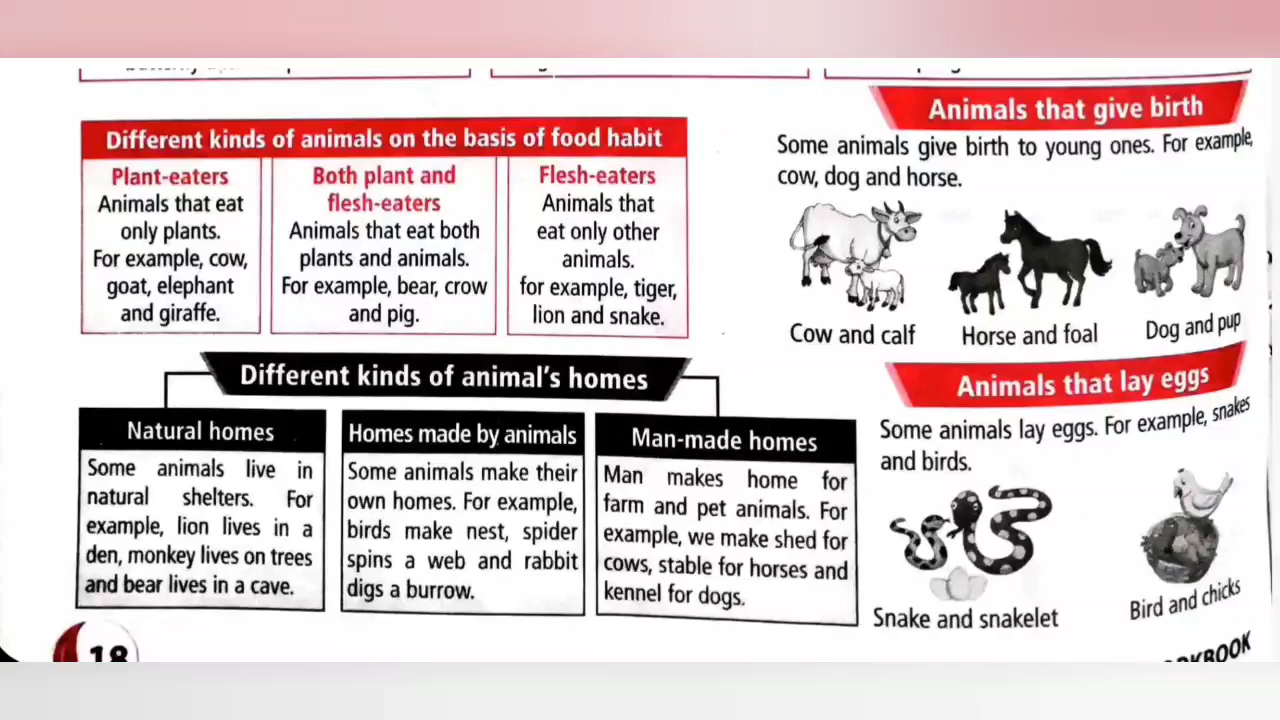 Different kinds of animals on the basis of food habit
Plant-eaters
Animals that eat
only plants.
For example, cow,
goat, elephant
and giraffe.
Both plant and
flesh-eaters
Animals that eat both
plants and animals.
For example, bear, crow
and pig.
Flesh-eaters
Animals that
eat only other
animals.
for example, tiger,
lion and snake.
Different kinds of animal's homes
Natural homes
Some animals live in
natural shelters. For
example, lion lives in a
den, monkey lives on trees
and bear lives in a cave.
Homes made by animals
Some animals make their
own homes. For example,
birds make nest, spider
spins a web and rabbit
digs a burrow.
Man-made homes
Man makes home for
farm and pet animals. For
example, we make shed for
cows, stable for horses and
kennel for dogs.
Animals that give birth
Some animals give birth to young ones. For example,
cow, dog and horse.
Cow and calf
Horse and foal
Dog and pup
Animals that lay eggs
Some animals lay eggs. For example, snakes
and birds.
Snake and snakelet
Bird and chicks
18